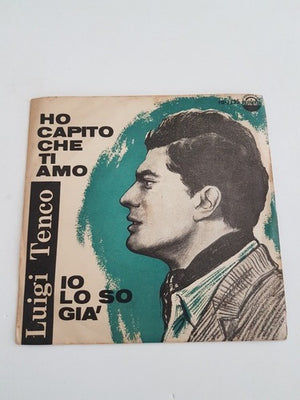 HO
CAPITO
CHE
TI
AMO
Luigi Tenco
IO
LO SO
GIA'